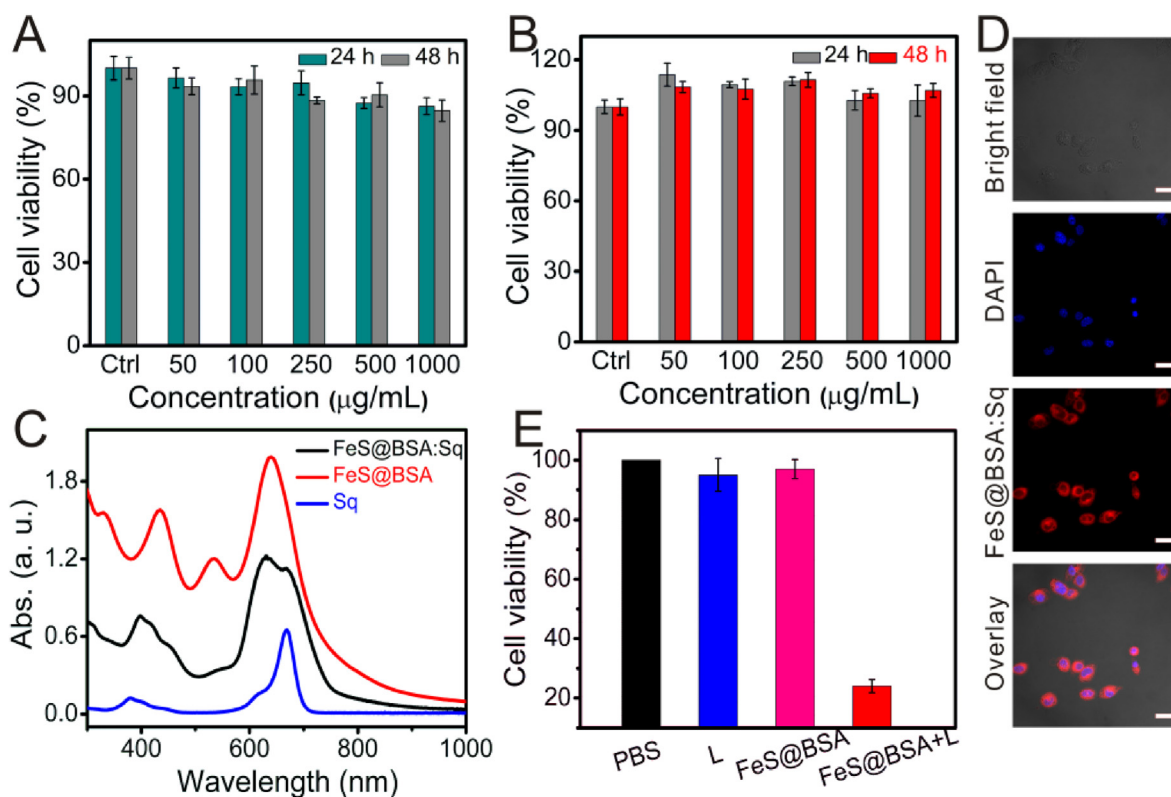 A
24 h 48 h
Cell viability (%)
90
60
30
0
Ctrl 50 100 250 500 1000
Concentration (μg/mL)
B
24 h 48 h
Cell viability (%)
120
80
40
0
Ctrl 50 100 250 500 1000
Concentration (μg/mL)
C
FeS@BSA:Sq
FeS@BSA
Sq
Abs. (a. u.)
1.8
1.2
0.6
0.0
400 600 800 1000
Wavelength (nm)
E
Cell viability (%)
100
80
60
40
20
PBS L FeS@BSA FeS@BSA+L
D
Bright field
DAPI
FeS@BSA:Sq
Overlay